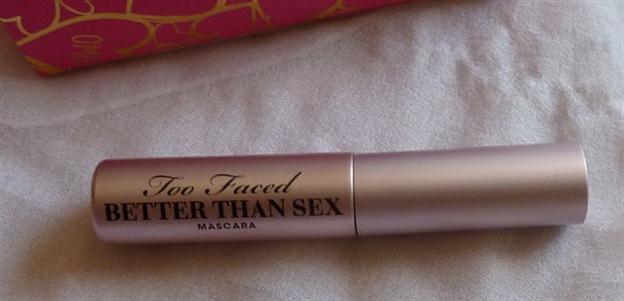 Too Faced
BETTER THAN SEX
MASCARA